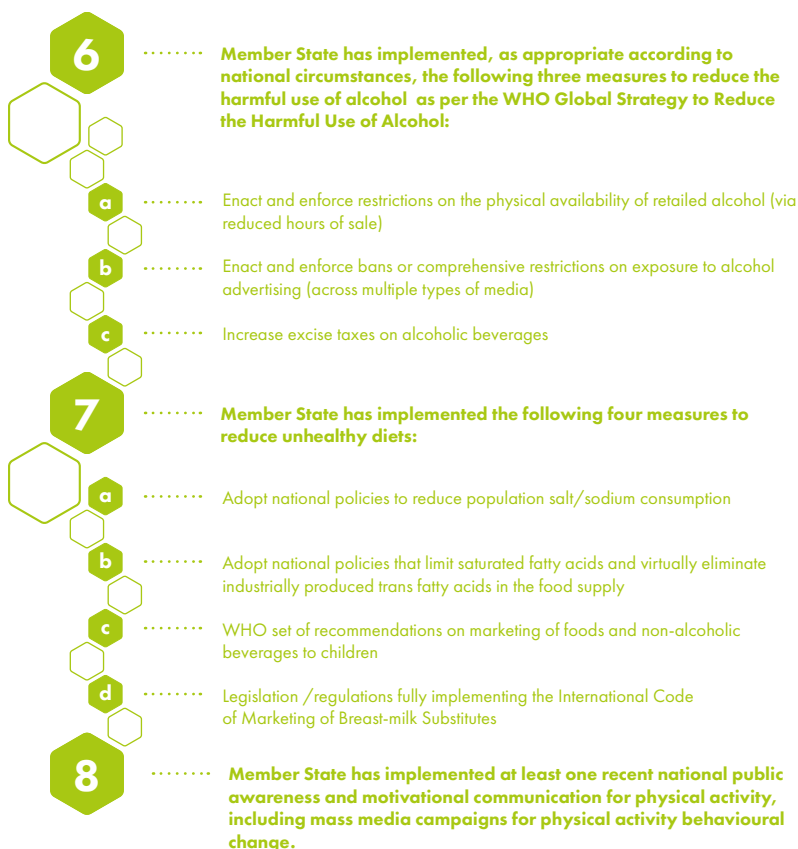 6
Member State has implemented, as appropriate according to
national circumstances, the following three measures to reduce the
harmful use of alcohol as per the WHO Global Strategy to Reduce
the Harmful Use of Alcohol:
a
Enact and enforce restrictions on the physical availability of retailed alcohol (via
reduced hours of sale)
b
Enact and enforce bans or comprehensive restrictions on exposure to alcohol
advertising (across multiple types of media)
c
Increase excise taxes on alcoholic beverages
7
Member State has implemented the following four measures to
reduce unhealthy diets:
a
Adopt national policies to reduce population salt/sodium consumption
b
Adopt national policies that limit saturated fatty acids and virtually eliminate
industrially produced trans fatty acids in the food supply
c
WHO set of recommendations on marketing of foods and non-alcoholic
beverages to children
d
Legislation /regulations fully implementing the International Code
of Marketing of Breast-milk Substitutes
8
Member State has implemented at least one recent national public
awareness and motivational communication for physical activity,
including mass media campaigns for physical activity behavioural
change.